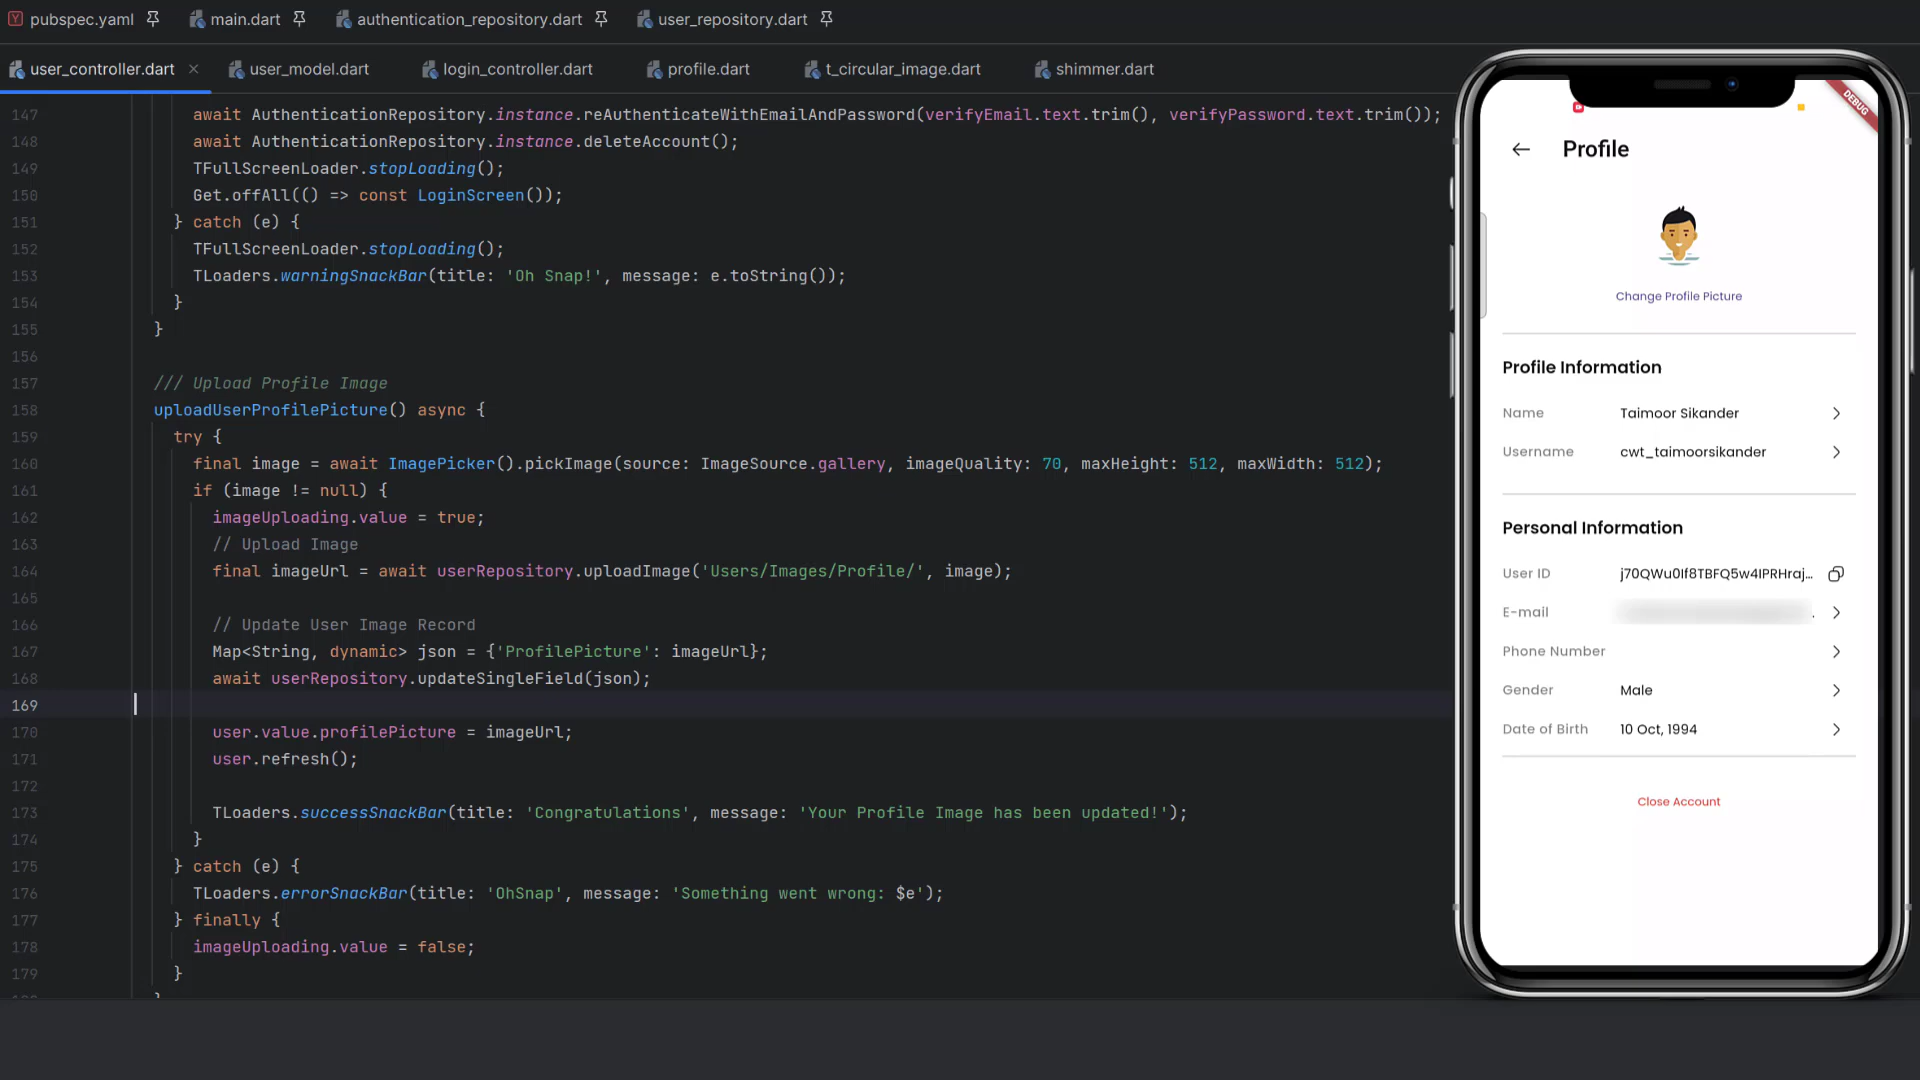 pubspec.yaml main.dart authentication_repository.dart user_repository.dart
user_controller.dart user_model.dart login_controller.dart profile.dart t_circular_image.dart shimmer.dart
147 await AuthenticationRepository.instance.reAuthenticateWithEmailAndPassword(verifyEmail.text.trim(), verifyPassword.text.trim());
148 await AuthenticationRepository.instance.deleteAccount();
149 TFullScreenLoader.stopLoading();
150 Get.offAll(() => const LoginScreen());
151 } catch (e) {
152 TFullScreenLoader.stopLoading();
153 TLoaders.warningSnackBar(title: 'Oh Snap!', message: e.toString());
154 }
155 }
156
157 /// Upload Profile Image
158 uploadUserProfilePicture() async {
159 try {
160 final image = await ImagePicker().pickImage(source: ImageSource.gallery, imageQuality: 70, maxHeight: 512, maxWidth: 512);
161 if (image != null) {
162 imageUploading.value = true;
163 // Upload Image
164 final imageUrl = await userRepository.uploadImage('Users/Images/Profile/', image);
165
166 // Update User Image Record
167 Map<String, dynamic> json = {'ProfilePicture': imageUrl};
168 await userRepository.updateSingleField(json);
169
170 user.value.profilePicture = imageUrl;
171 user.refresh();
172
173 TLoaders.successSnackBar(title: 'Congratulations', message: 'Your Profile Image has been updated!');
174 }
175 } catch (e) {
176 TLoaders.errorSnackBar(title: 'OhSnap', message: 'Something went wrong: $e');
177 } finally {
178 imageUploading.value = false;
179 }
DEBUG
Profile
Change Profile Picture
Profile Information
Name Taimoor Sikander
Username cwt_taimoorsikander
Personal Information
User ID j70QWu0If8TBFQ5w4IPRHraj...
E-mail
Phone Number
Gender Male
Date of Birth 10 Oct, 1994
Close Account